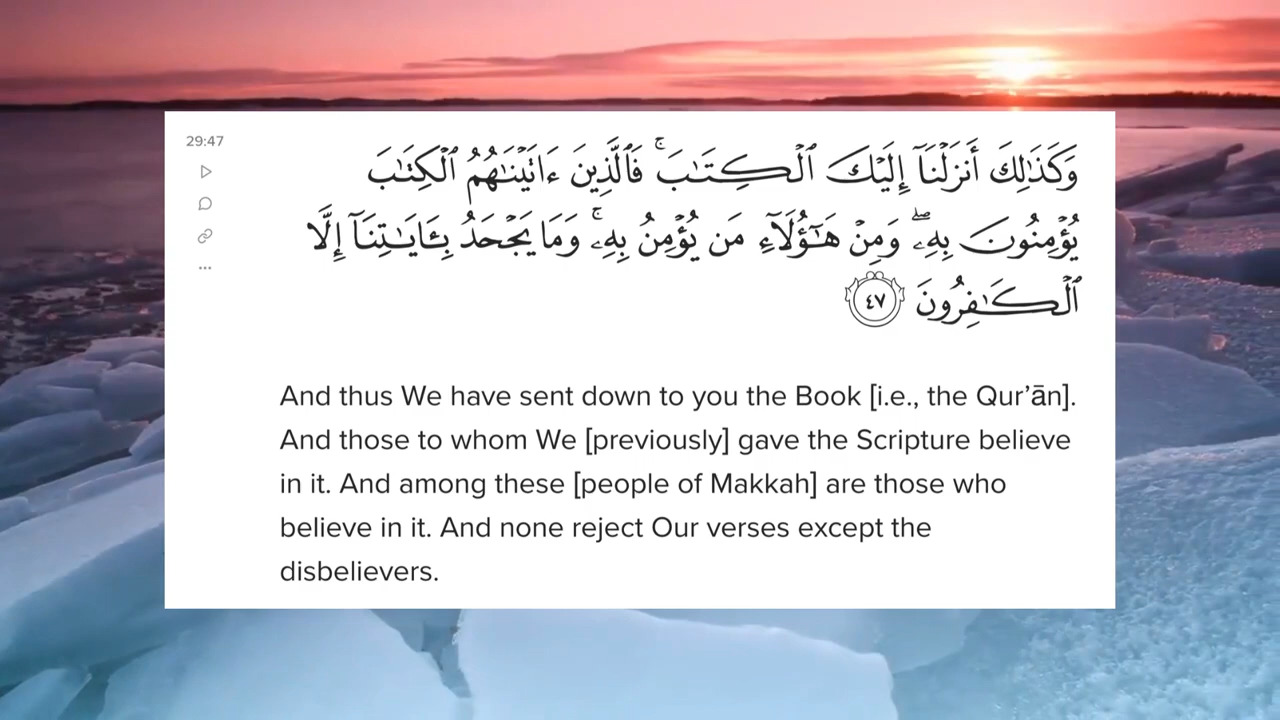 29:47
وَكَذَٰلِكَ أَنزَلْنَآ إِلَيْكَ ٱلْكِتَـٰبَ ۚ فَٱلَّذِينَ ءَاتَيْنَـٰهُمُ ٱلْكِتَـٰبَ
يُؤْمِنُونَ بِهِۦ ۖ وَمِنْ هَـٰٓؤُلَآءِ مَن يُؤْمِنُ بِهِۦ ۚ وَمَا يَجْحَدُ بِـَٔايَـٰتِنَآ إِلَّا
ٱلْكَـٰفِرُونَ ٤٧
And thus We have sent down to you the Book [i.e., the Qur’ān].
And those to whom We [previously] gave the Scripture believe
in it. And among these [people of Makkah] are those who
believe in it. And none reject Our verses except the
disbelievers.